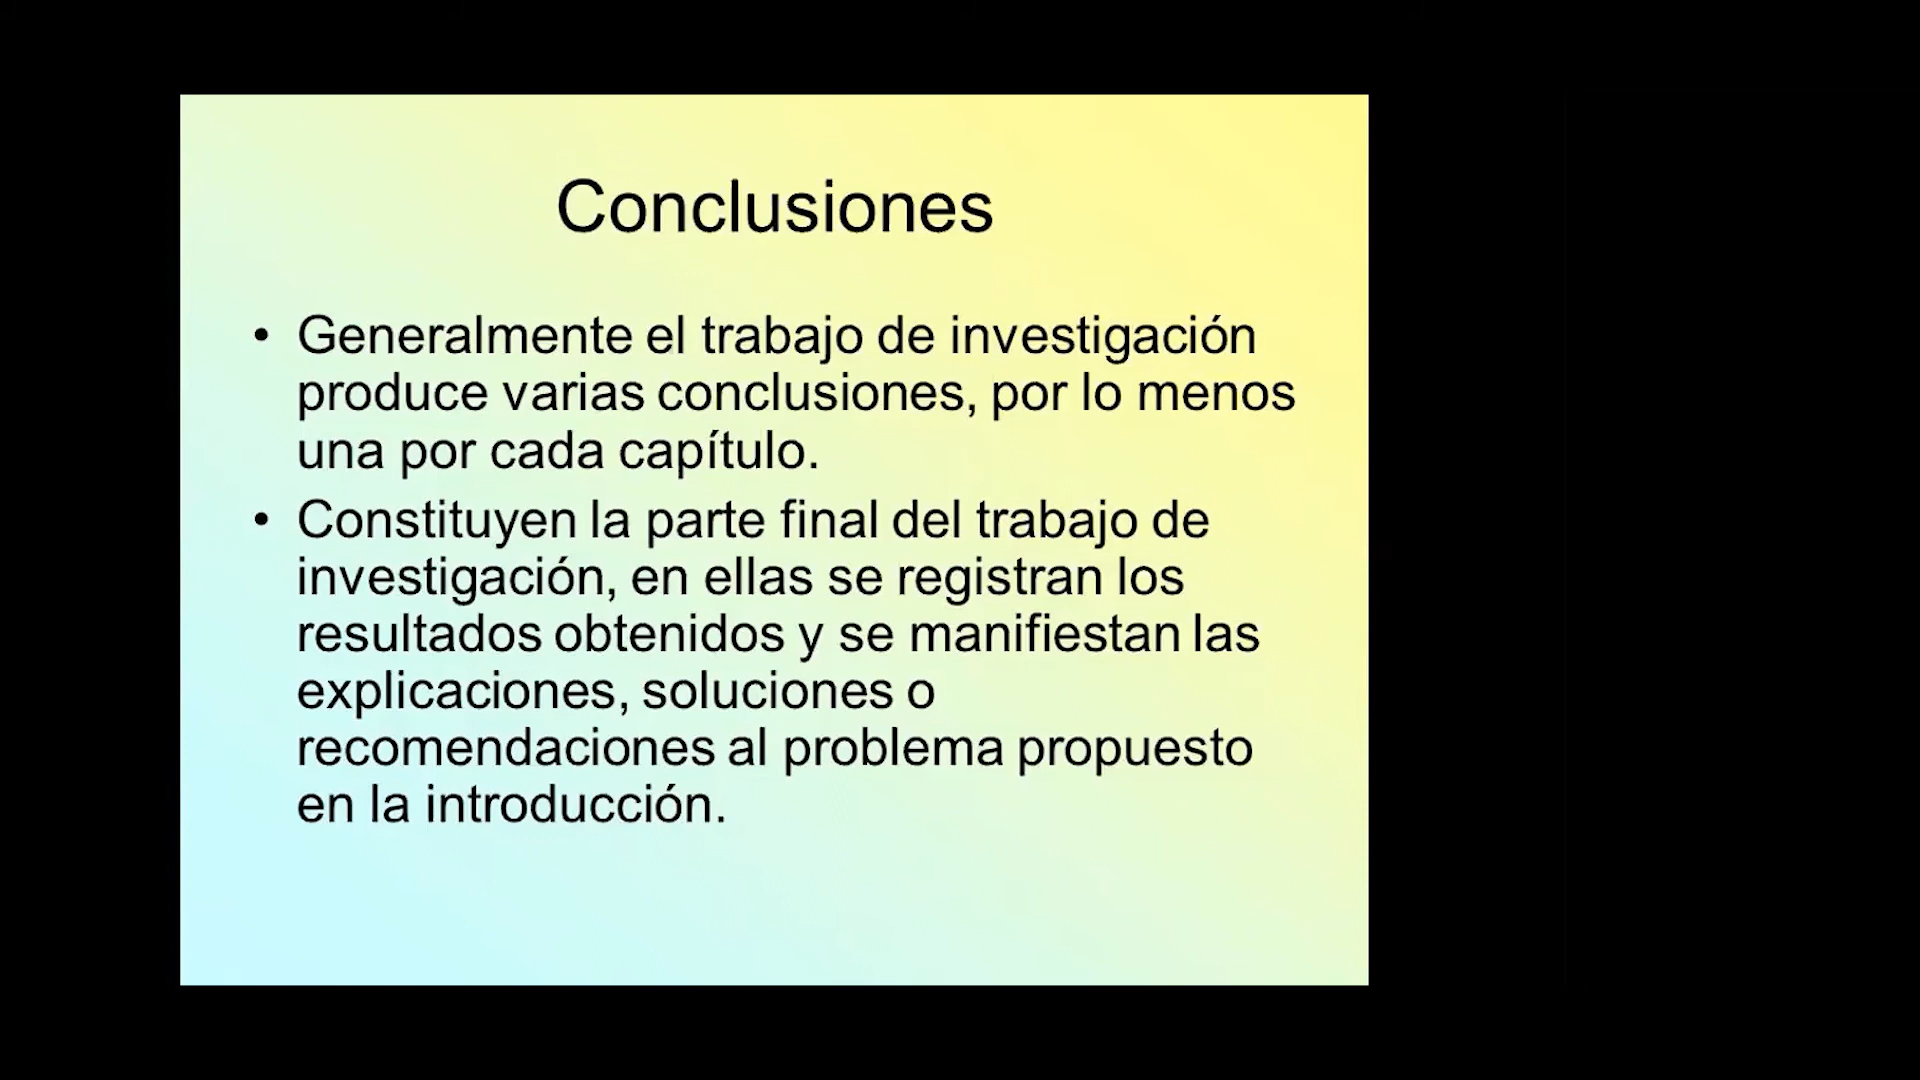 Conclusiones
• Generalmente el trabajo de investigación
produce varias conclusiones, por lo menos
una por cada capítulo.
• Constituyen la parte final del trabajo de
investigación, en ellas se registran los
resultados obtenidos y se manifiestan las
explicaciones, soluciones o
recomendaciones al problema propuesto
en la introducción.